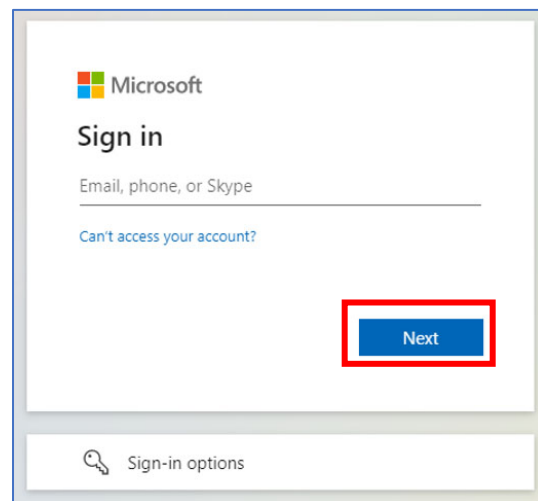 Microsoft
Sign in
Email, phone, or Skype
Can't access your account?
Next
Sign-in options